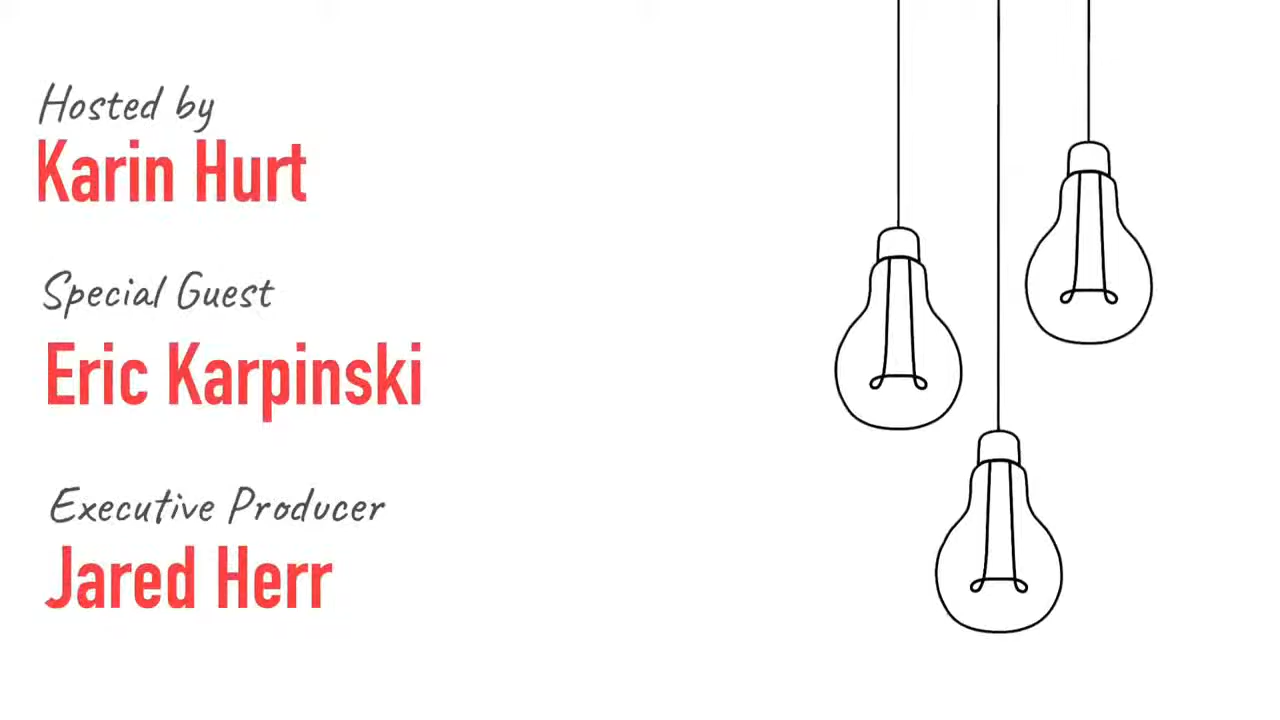 Hosted by
Karin Hurt
Special Guest
Eric Karpinski
Executive Producer
Jared Herr